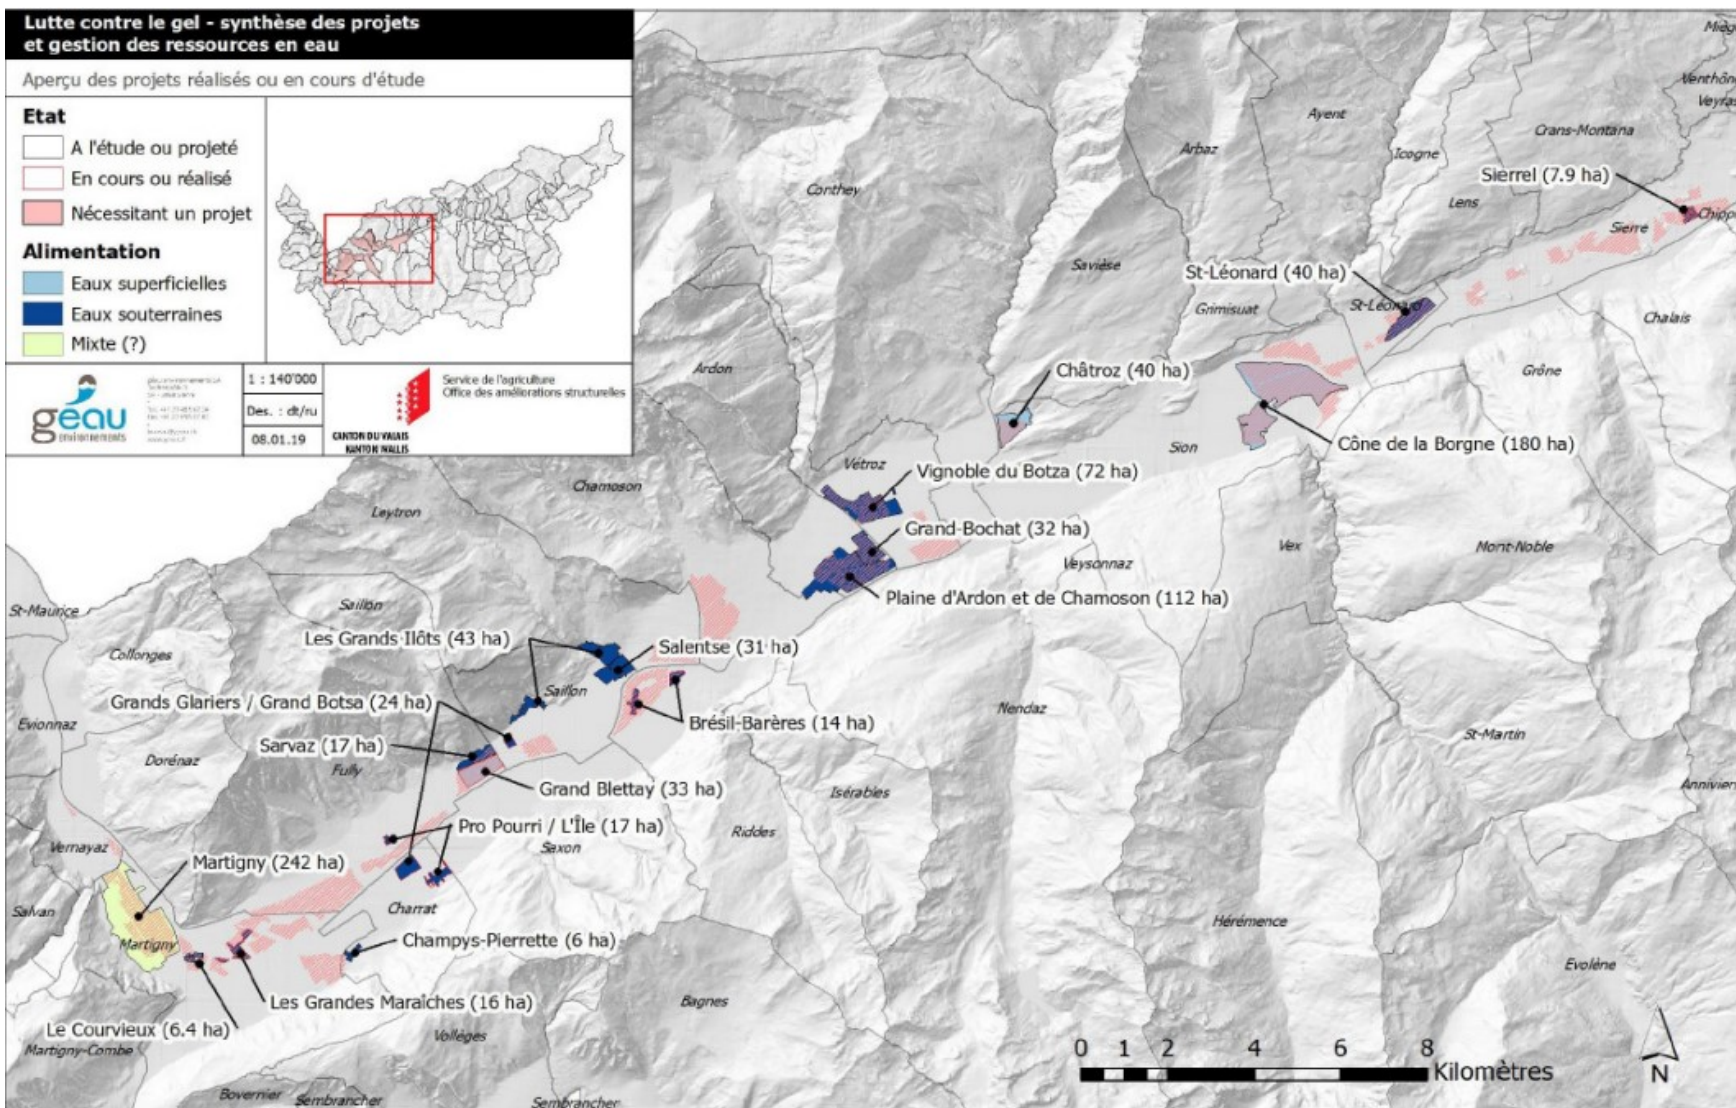 Lutte contre le gel - synthèse des projets
et gestion des ressources en eau
Aperçu des projets réalisés ou en cours d'étude
Etat
A l'étude ou projeté
En cours ou réalisé
Nécessitant un projet
Alimentation
Eaux superficielles
Eaux souterraines
Mixte (?)
géau
environnements
1 : 140'000
Des. : dt/ru
08.01.19
CANTON DU VALAIS
KANTON WALLIS
Service de l'agriculture
Office des améliorations structurelles
Venthône
Crans-Montana
Ayent
Icogne
Arbaz
Sierrel (7.9 ha)
Conthey
Lens
Chippis
Sierre
Savièse
St-Léonard (40 ha)
Grimisuat
St-Léonard
Chalais
Ardon
Châtroz (40 ha)
Grône
Cône de la Borgne (180 ha)
Sion
Vétroz
Vignoble du Botza (72 ha)
Chamoson
Leytron
Grand-Bochat (32 ha)
Vex
Mont-Noble
Veysonnaz
Plaine d'Ardon et de Chamoson (112 ha)
St-Maurice
Saillon
Les Grands Ilôts (43 ha)
Salentse (31 ha)
Collonges
Saillon
Grands Glariers / Grand Botsa (24 ha)
Nendaz
Evionnaz
Brésil-Barères (14 ha)
St-Martin
Sarvaz (17 ha)
Dorénaz
Fully
Grand Blettay (33 ha)
Isérables
Pro Pourri / L'Île (17 ha)
Riddes
Saxon
Vernayaz
Martigny (242 ha)
Salvan
Charrat
Hérémence
Martigny
Champys-Pierrette (6 ha)
Evolène
Les Grandes Maraîches (16 ha)
Bagnes
Le Courvieux (6.4 ha)
Vollèges
Martigny-Combe
0 1 2 4 6 8
Kilomètres
N
Bovernier
Sembrancher
Sembrancher